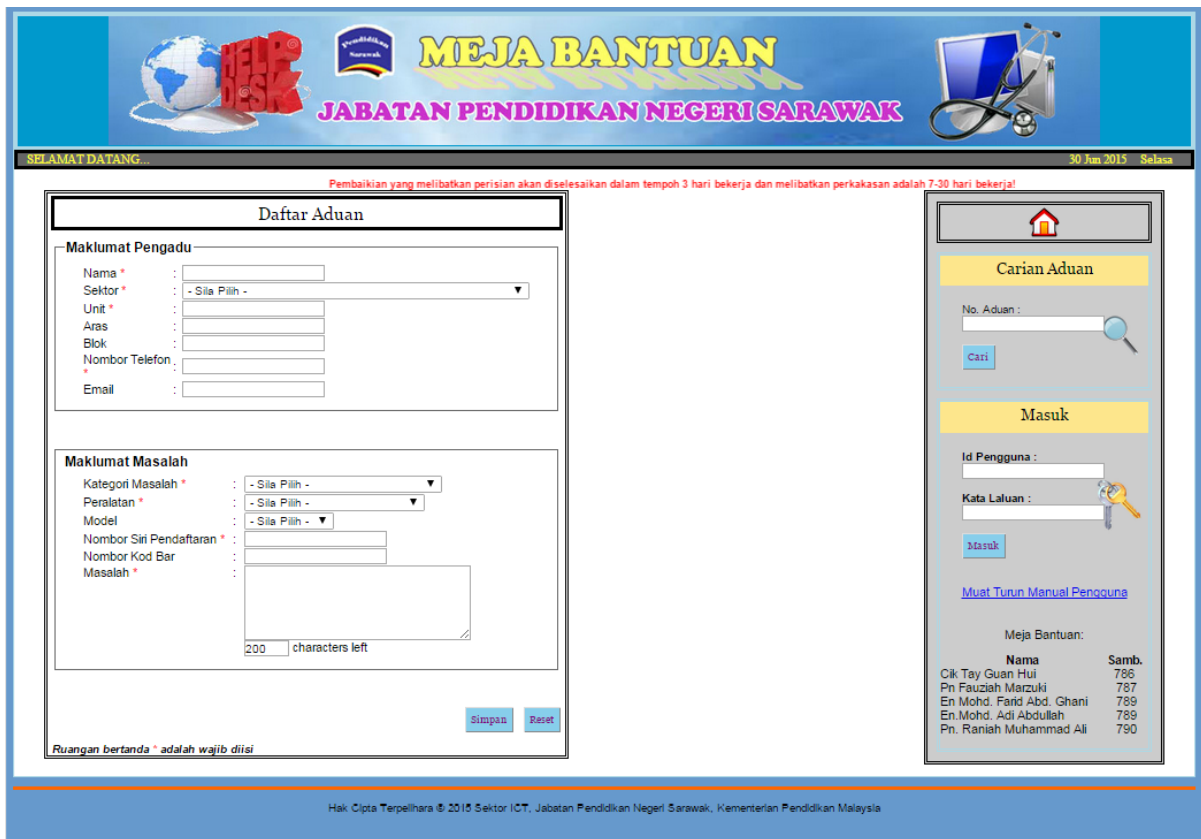 HELP DESK
Pendidikan Sarawak
MEJA BANTUAN
JABATAN PENDIDIKAN NEGERI SARAWAK
SELAMAT DATANG...
30 Jun 2015 Selasa
Pembaikian yang melibatkan perisian akan diselesaikan dalam tempoh 3 hari bekerja dan melibatkan perkakasan adalah 7-30 hari bekerja!
Daftar Aduan
Maklumat Pengadu
Nama * :
Sektor * : - Sila Pilih -
Unit * :
Aras :
Blok :
Nombor Telefon :
*
Email :
Maklumat Masalah
Kategori Masalah * : - Sila Pilih -
Peralatan * : - Sila Pilih -
Model : - Sila Pilih -
Nombor Siri Pendaftaran * :
Nombor Kod Bar :
Masalah * :
200 characters left
Simpan Reset
Ruangan bertanda * adalah wajib diisi
Carian Aduan
No. Aduan :
Cari
Masuk
Id Pengguna :
Kata Laluan :
Masuk
Muat Turun Manual Pengguna
Meja Bantuan:
Nama Samb.
Cik Tay Guan Hui 786
Pn Fauziah Marzuki 787
En Mohd. Farid Abd. Ghani 789
En.Mohd. Adi Abdullah 789
Pn. Raniah Muhammad Ali 790
Hak Cipta Terpelihara © 2015 Sektor ICT, Jabatan Pendidikan Negeri Sarawak, Kementerian Pendidikan Malaysia